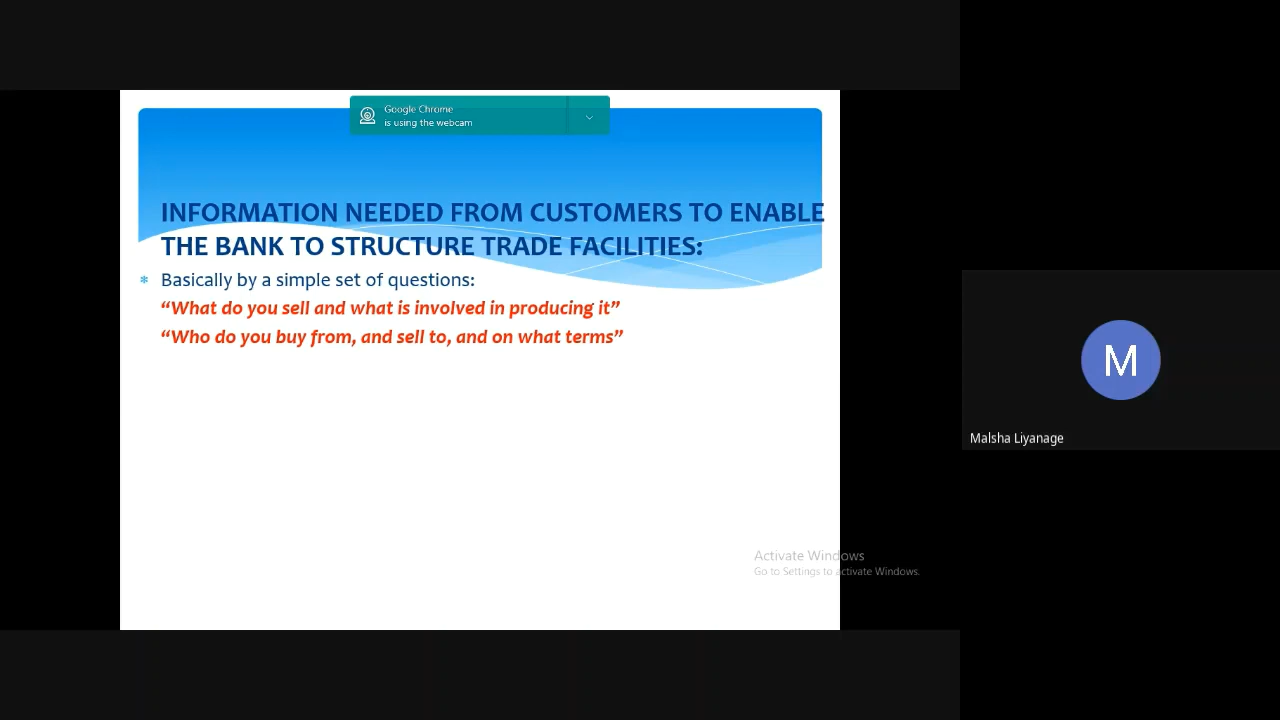 Google Chrome
is using the webcam
INFORMATION NEEDED FROM CUSTOMERS TO ENABLE
THE BANK TO STRUCTURE TRADE FACILITIES:
Basically by a simple set of questions:
“What do you sell and what is involved in producing it”
“Who do you buy from, and sell to, and on what terms”
M
Malsha Liyanage
Activate Windows
Go to Settings to activate Windows.